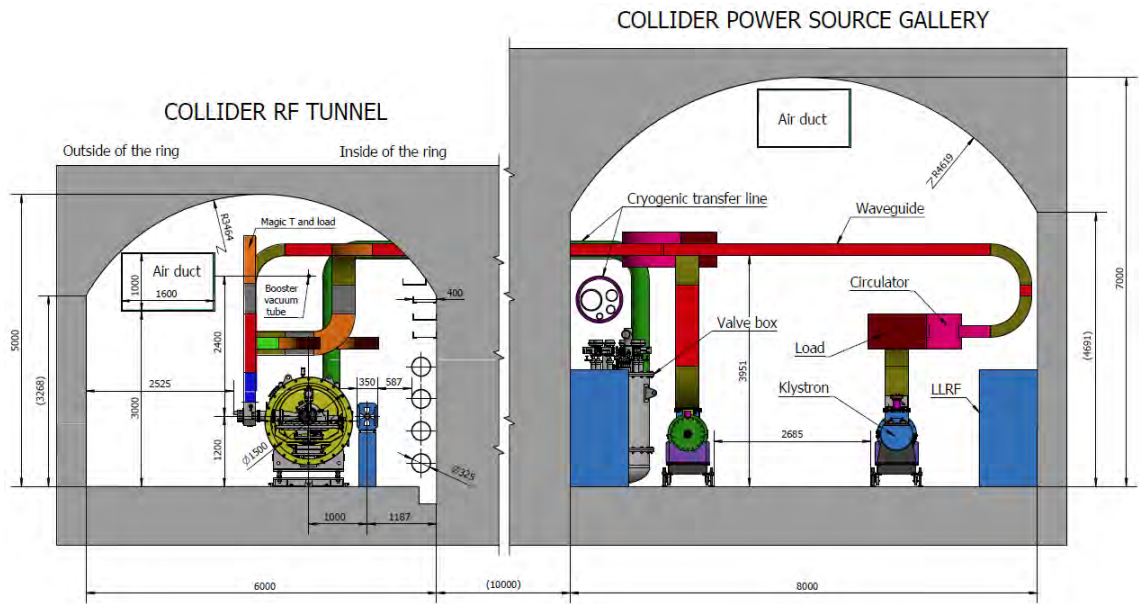 COLLIDER POWER SOURCE GALLERY
COLLIDER RF TUNNEL
Outside of the ring
Inside of the ring
Air duct
R4619
R3464
Magic T and load
Cryogenic transfer line
Waveguide
Air duct
1000
1600
Booster
vacuum
tube
400
Circulator
Valve box
Load
Klystron
LLRF
5000
(3268)
3000
2400
1200
2525
350
587
Ø1500
Ø325
1000
1187
3951
2685
(4691)
7000
6000
(10000)
8000